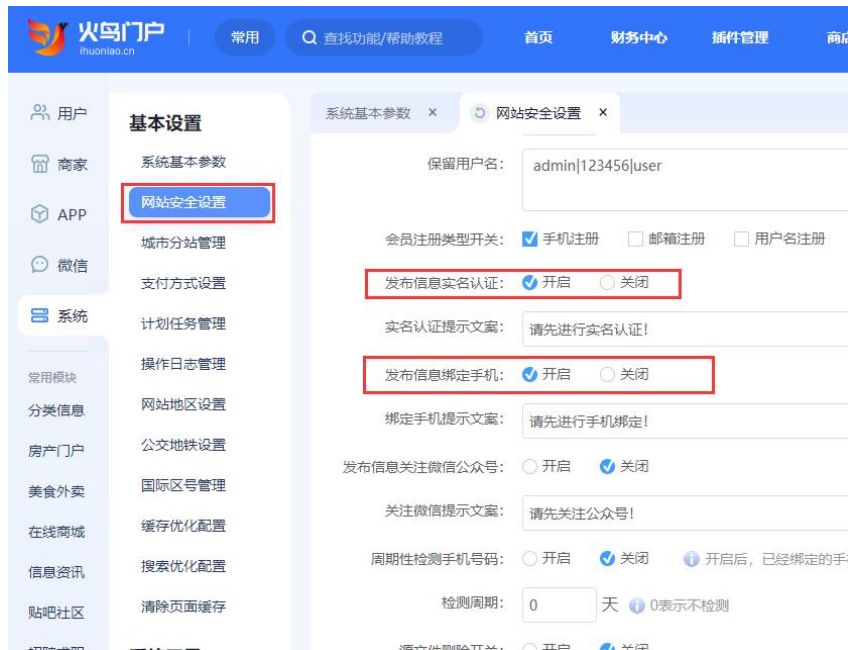 火鸟门户
ihuoniao.cn
常用
查找功能/帮助教程
首页
财务中心
插件管理
商店
用户
商家
APP
微信
系统
常用模块
分类信息
房产门户
美食外卖
在线商城
信息资讯
贴吧社区
基本设置
系统基本参数
网站安全设置
城市分站管理
支付方式设置
计划任务管理
操作日志管理
网站地区设置
公交地铁设置
国际区号管理
缓存优化配置
搜索优化配置
清除页面缓存
系统基本参数 ×
网站安全设置 ×
保留用户名: admin|123456|user
会员注册类型开关: 手机注册 邮箱注册 用户名注册
发布信息实名认证: 开启 关闭
实名认证提示文案: 请先进行实名认证!
发布信息绑定手机: 开启 关闭
绑定手机提示文案: 请先进行手机绑定!
发布信息关注微信公众号: 开启 关闭
关注微信提示文案: 请先关注公众号!
周期性检测手机号码: 开启 关闭 开启后，已经绑定的手
检测周期: 0 天 0表示不检测
源文件删除开关: 开启 关闭